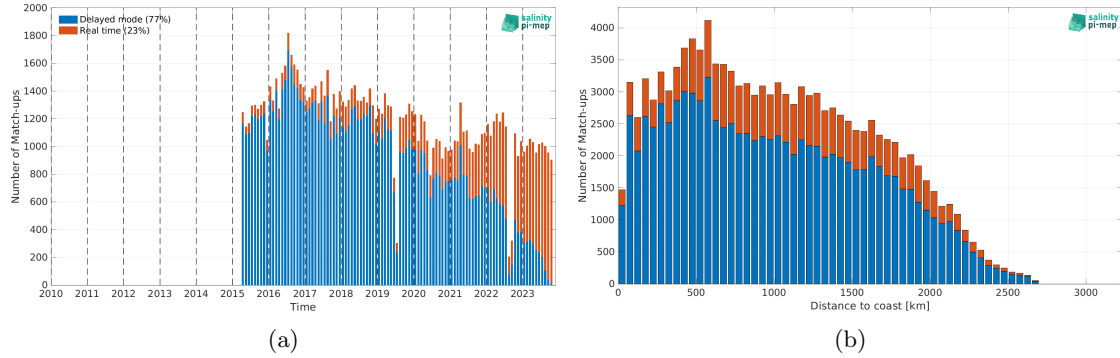 2000
1800
1600
1400
1200
1000
800
600
400
200
0
Number of Match-ups
Delayed mode (77%)
Real time (23%)
salinity
pi-mep
2010 2011 2012 2013 2014 2015 2016 2017 2018 2019 2020 2021 2022 2023
Time
(a)
4000
3500
3000
2500
2000
1500
1000
500
0
Number of Match-ups
salinity
pi-mep
0 500 1000 1500 2000 2500 3000
Distance to coast [km]
(b)